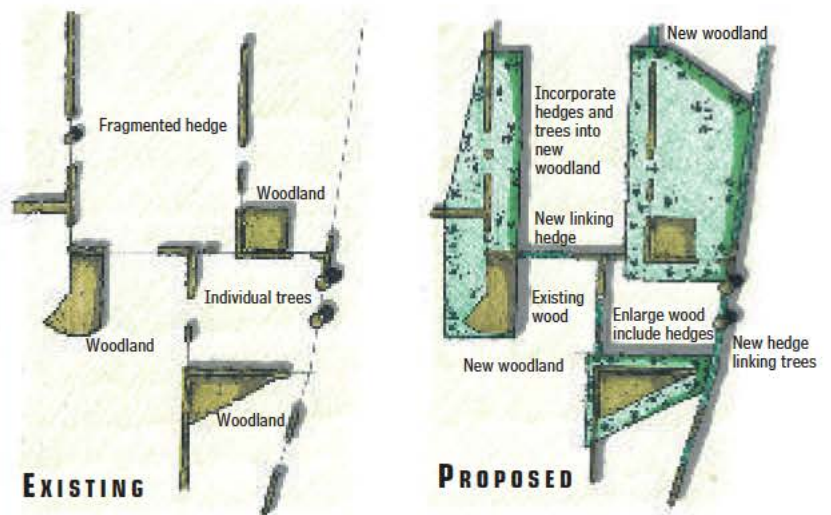 Fragmented hedge
Woodland
Individual trees
Woodland
Woodland
EXISTING
New woodland
Incorporate
hedges and
trees into
new
woodland
New linking
hedge
Existing
wood
Enlarge wood
include hedges
New hedge
linking trees
New woodland
PROPOSED